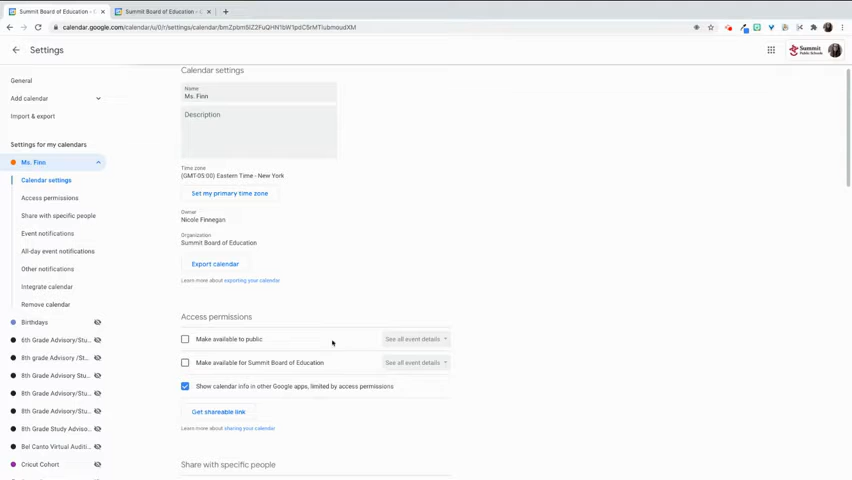 Summit Board of Education - C
Summit Board of Education - C
Settings
Summit
Public Schools
General
Add calendar
Import & export
Settings for my calendars
Ms. Finn
Calendar settings
Access permissions
Share with specific people
Event notifications
All-day event notifications
Other notifications
Integrate calendar
Remove calendar
Birthdays
6th Grade Advisory/Stu...
8th grade Advisory /St...
8th Grade Advisory Stu...
8th Grade Advisory/Stu...
8th Grade Advisory/Stu...
8th Grade Study Adviso...
Bel Canto Virtual Auditi...
Cricut Cohort
Calendar settings
Name
Ms. Finn
Description
Time zone
(GMT-05:00) Eastern Time - New York
Set my primary time zone
Owner
Nicole Finnegan
Organization
Summit Board of Education
Export calendar
Learn more about exporting your calendar
Access permissions
Make available to public
See all event details
Make available for Summit Board of Education
See all event details
Show calendar info in other Google apps, limited by access permissions
Get shareable link
Learn more about sharing your calendar
Share with specific people